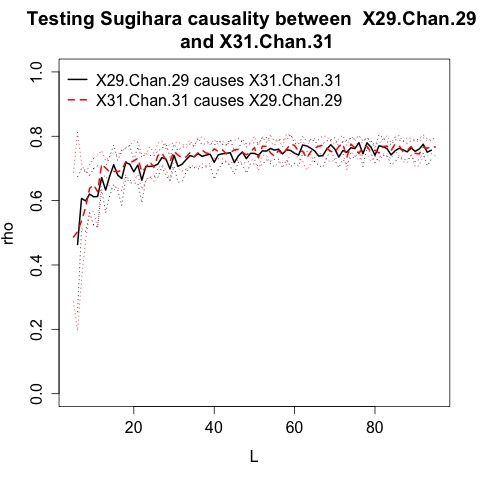 Testing Sugihara causality between X29.Chan.29
and X31.Chan.31
X29.Chan.29 causes X31.Chan.31
X31.Chan.31 causes X29.Chan.29
rho
1.0
0.8
0.6
0.4
0.2
0.0
20 40 60 80
L